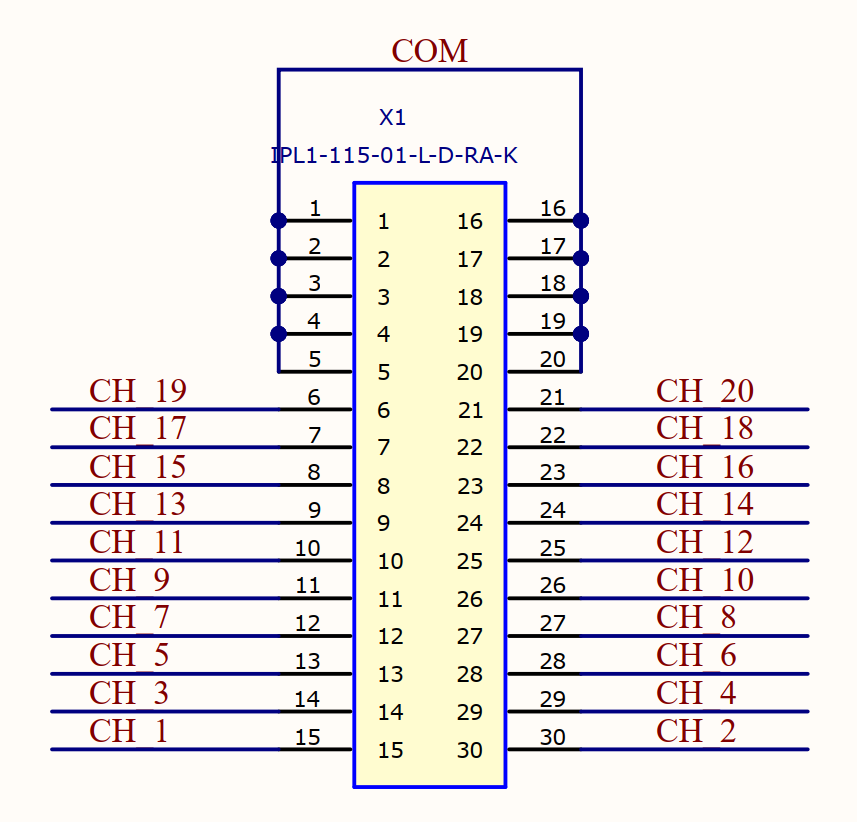 COM
X1
IPL1-115-01-L-D-RA-K
1 1 16 16
2 2 17 17
3 3 18 18
4 4 19 19
5 5 20 20
CH_19 6 6 21 21 CH_20
CH_17 7 7 22 22 CH_18
CH_15 8 8 23 23 CH_16
CH_13 9 9 24 24 CH_14
CH_11 10 10 25 25 CH_12
CH_9 11 11 26 26 CH_10
CH_7 12 12 27 27 CH_8
CH_5 13 13 28 28 CH_6
CH_3 14 14 29 29 CH_4
CH_1 15 15 30 30 CH_2